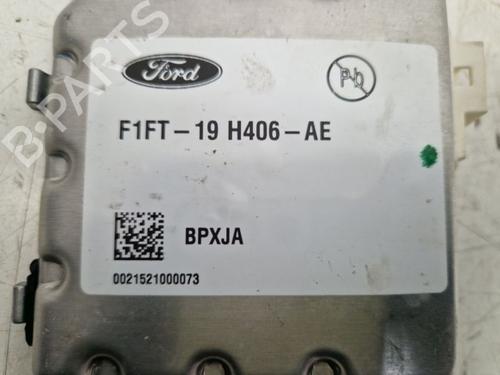 B-PARTS
Ford
Pb
F1FT-19 H406-AE
BPXJA
0021521000073